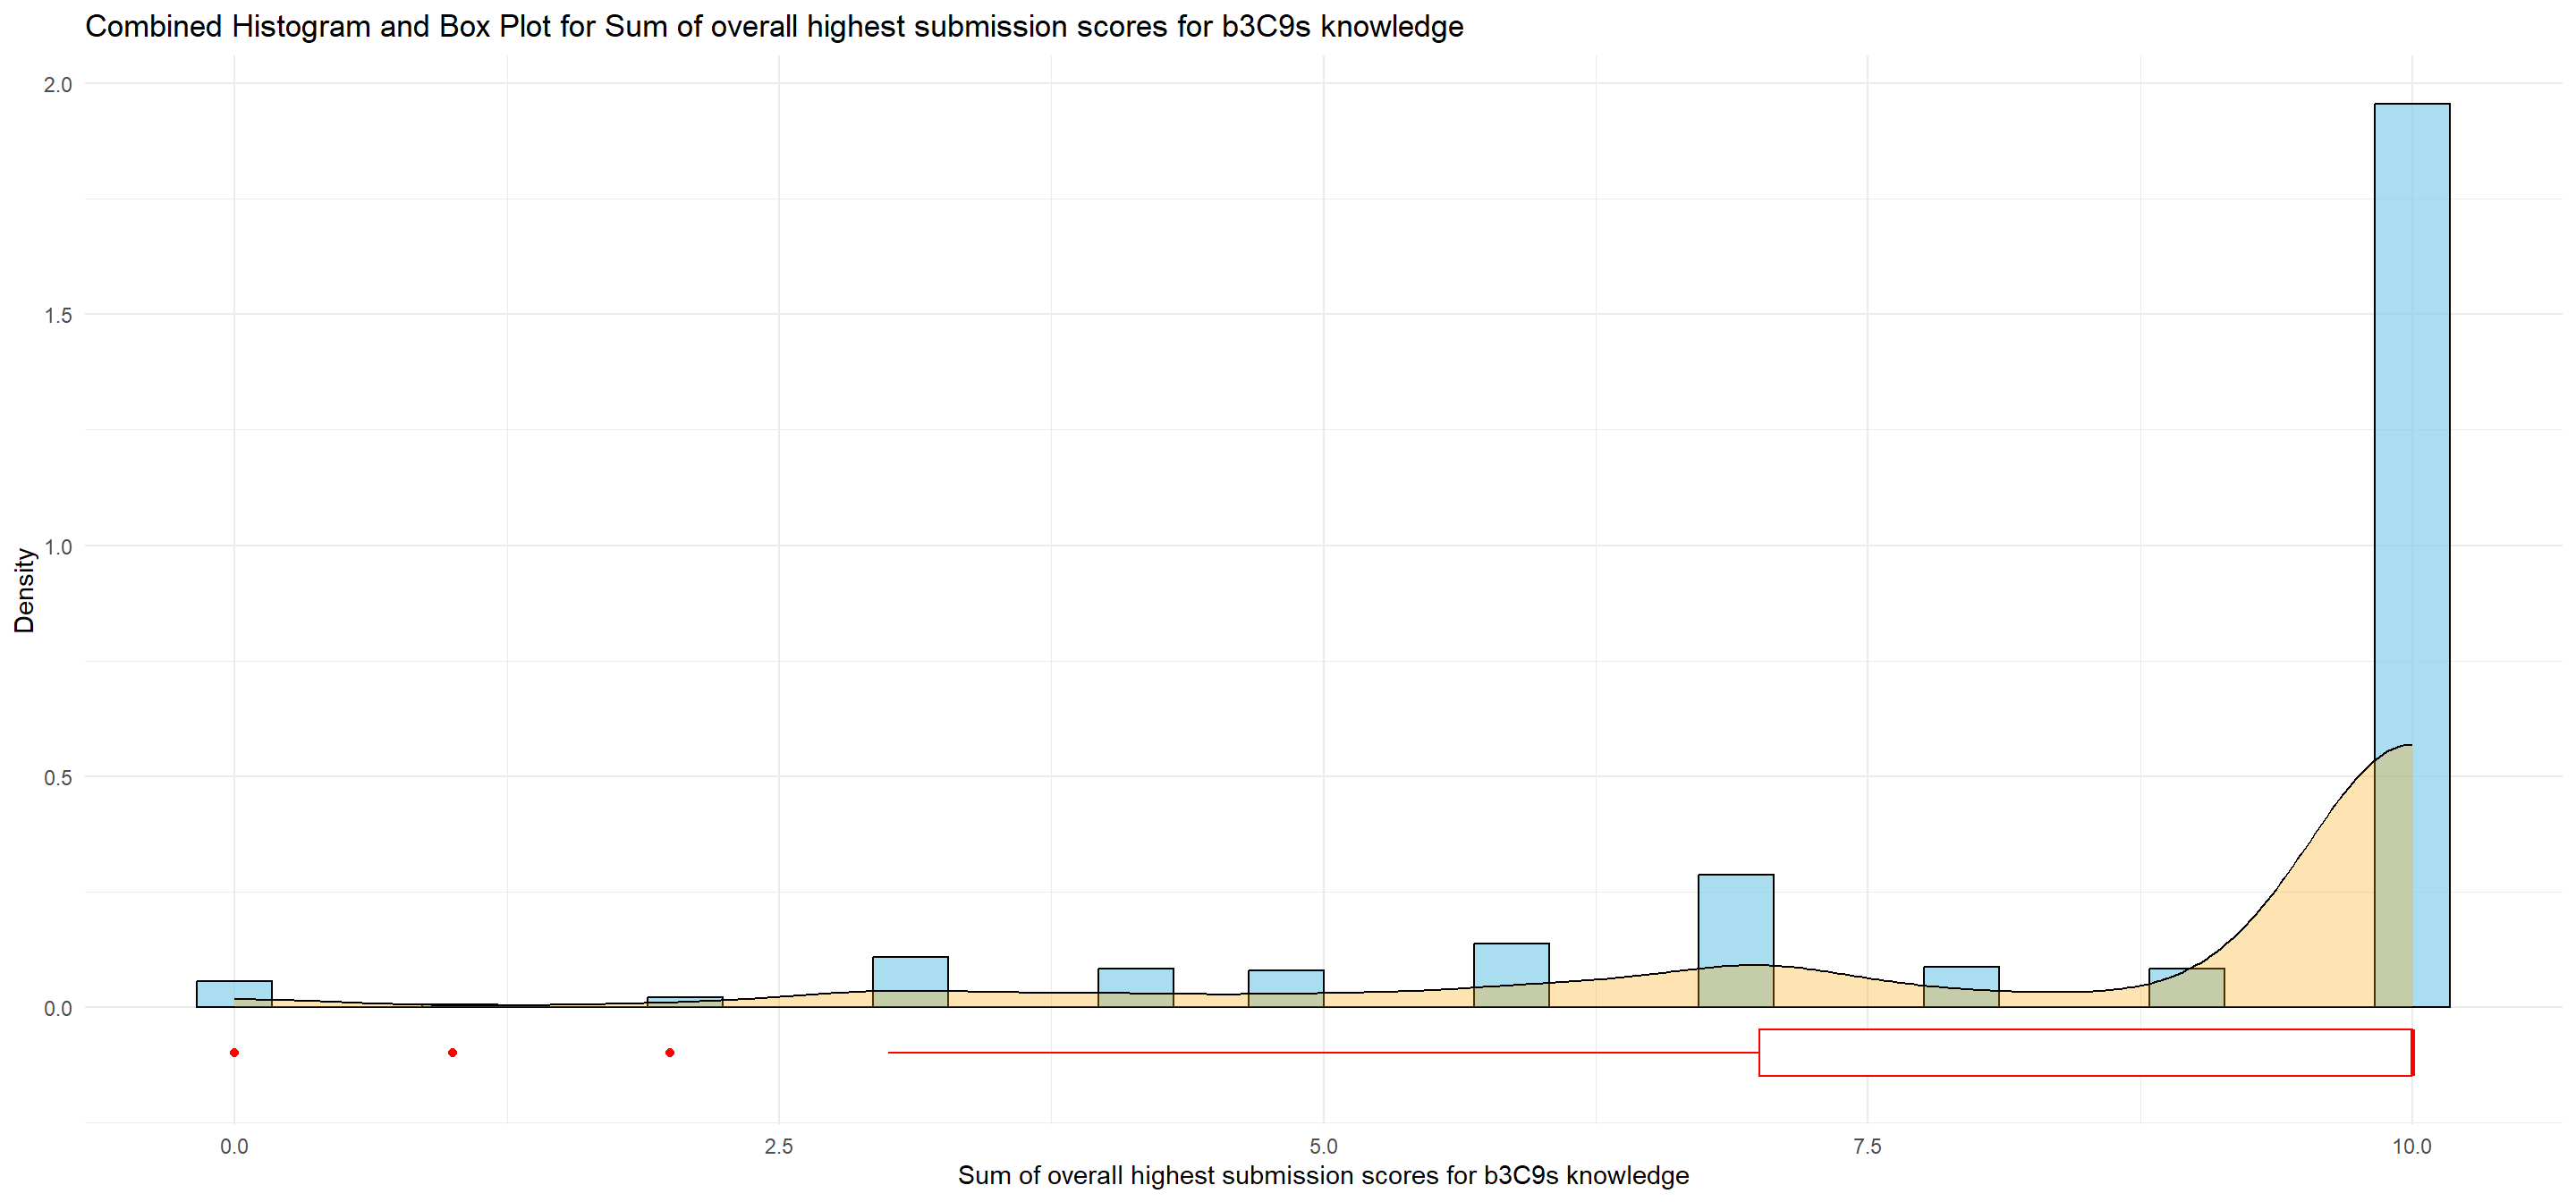 Combined Histogram and Box Plot for Sum of overall highest submission scores for b3C9s knowledge
2.0
1.5
1.0
0.5
0.0
Density
0.0 2.5 5.0 7.5 10.0
Sum of overall highest submission scores for b3C9s knowledge